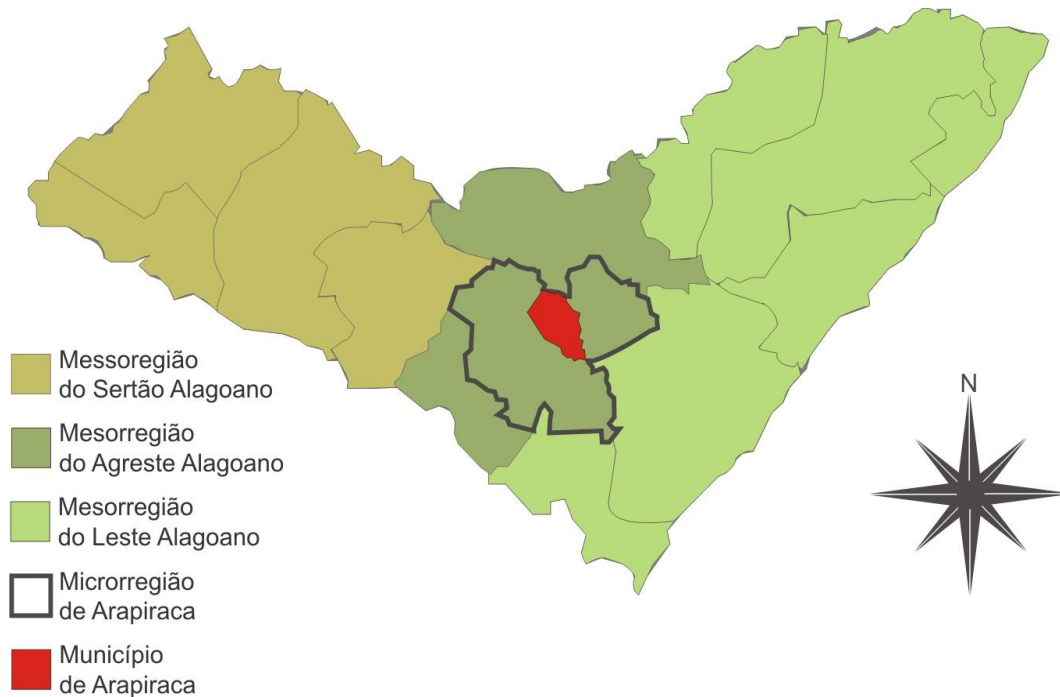 Messoregião
do Sertão Alagoano
Mesorregião
do Agreste Alagoano
Mesorregião
do Leste Alagoano
Microrregião
de Arapiraca
Município
de Arapiraca
N